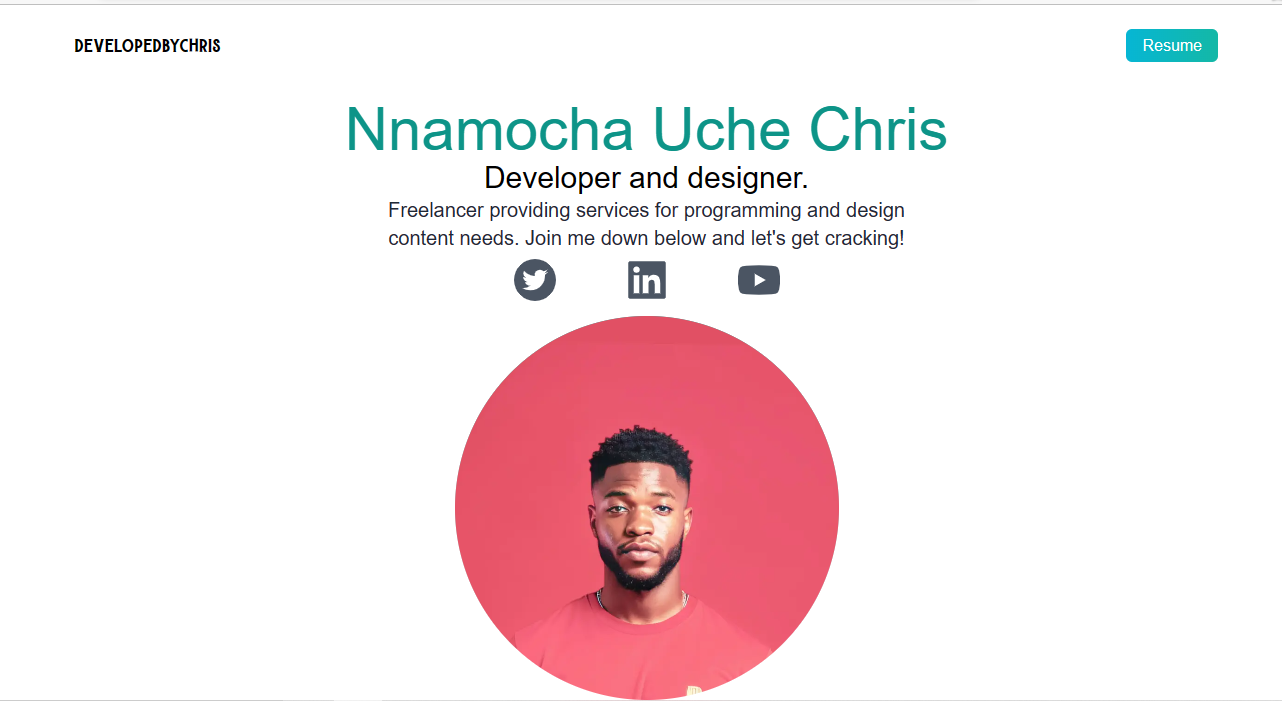 DEVELOPEDBYCHRIS
Resume
Nnamocha Uche Chris
Developer and designer.
Freelancer providing services for programming and design
content needs. Join me down below and let's get cracking!
in